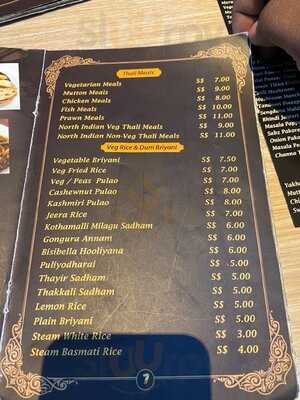 Thali Meals
Vegetarian Meals S$ 7.00
Mutton Meals S$ 9.00
Chicken Meals S$ 8.00
Fish Meals S$ 10.00
Prawn Meals S$ 11.00
North Indian Veg Thali Meals S$ 9.00
North Indian Non-Veg Thali Meals S$ 11.00
Veg Rice & Dum Briyani
Vegetable Briyani S$ 7.50
Veg Fried Rice S$ 7.00
Veg / Peas Pulao S$ 7.00
Cashewnut Pulao S$ 8.00
Kashmiri Pulao S$ 8.00
Jeera Rice S$ 7.00
Kothamalli Milagu Sadham S$ 6.00
Gongura Annam S$ 6.00
Bisibella Hooliyana S$ 6.00
Puliyodharai S$ 5.00
Thayir Sadham S$ 5.00
Thakkali Sadham S$ 5.00
Lemon Rice S$ 5.00
Plain Briyani S$ 5.00
Steam White Rice S$ 3.00
Steam Basmati Rice S$ 4.00
7